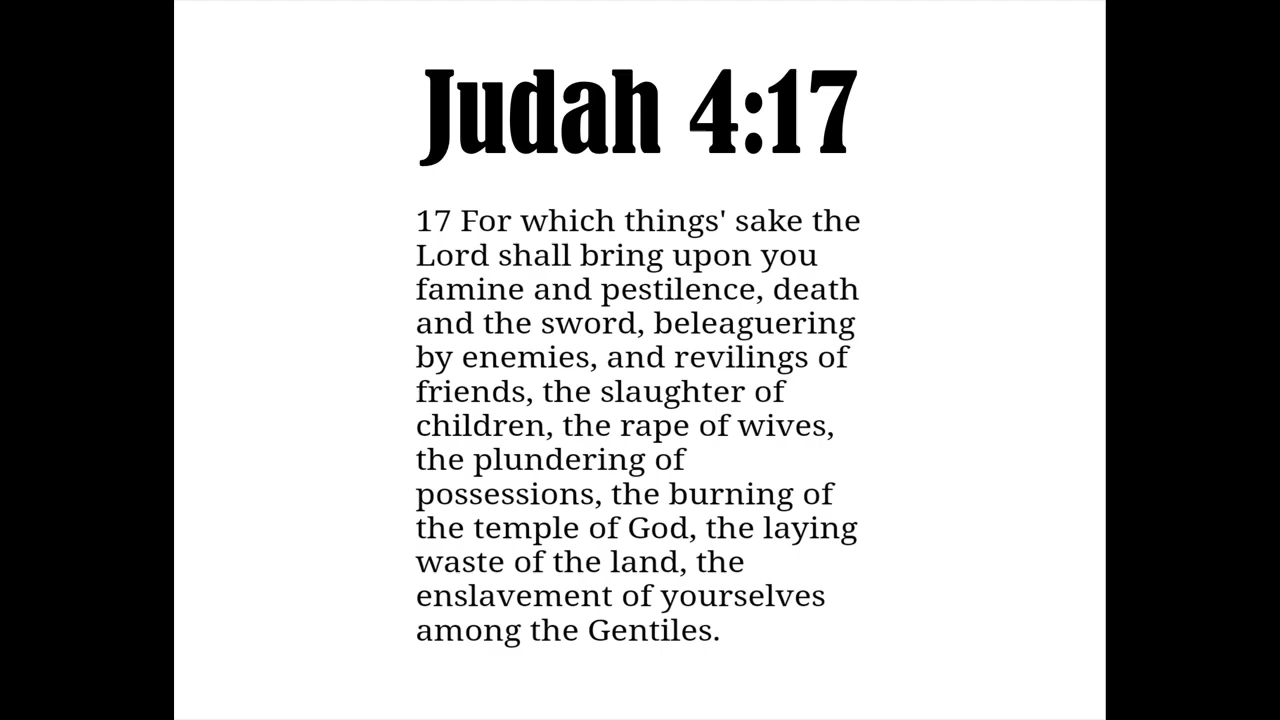 Judah 4:17
17 For which things' sake the
Lord shall bring upon you
famine and pestilence, death
and the sword, beleaguering
by enemies, and revilings of
friends, the slaughter of
children, the rape of wives,
the plundering of
possessions, the burning of
the temple of God, the laying
waste of the land, the
enslavement of yourselves
among the Gentiles.